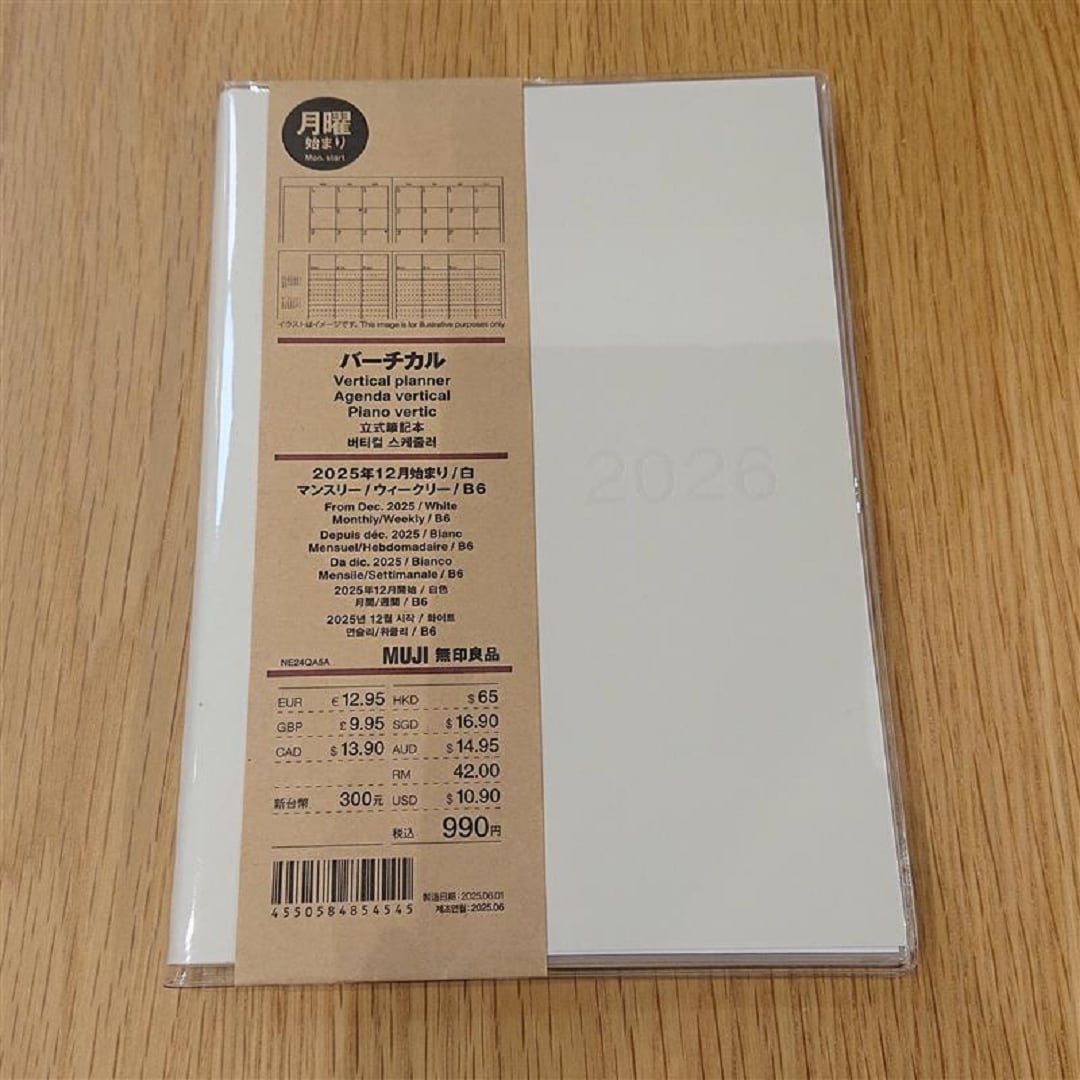 月曜
始まり
Mon. start
イラストはイメージです。This image is for illustrative purposes only.
バーチカル
Vertical planner
Agenda vertical
Piano vertic
立式筆記本
버티컬 스케줄러
2025年12月始まり/白
マンスリー/ウィークリー/B6
From Dec. 2025 / White
Monthly/Weekly / B6
Depuis déc. 2025 / Blanc
Mensuel/Hebdomadaire / B6
Da dic. 2025 / Bianco
Mensile/Settimanale / B6
2025年12月開始 / 白色
月間/週間 / B6
2025년 12월 시작 / 화이트
먼슬리/위클리 / B6
NE24QA5A MUJI 無印良品
EUR € 12.95 HKD $ 65
GBP £ 9.95 SGD $ 16.90
CAD $ 13.90 AUD $ 14.95
RM 42.00
新台幣 300元 USD $ 10.90
税込 990円
4550584854545
製造日期:2025.06.01
제조연월:2025.06
2026